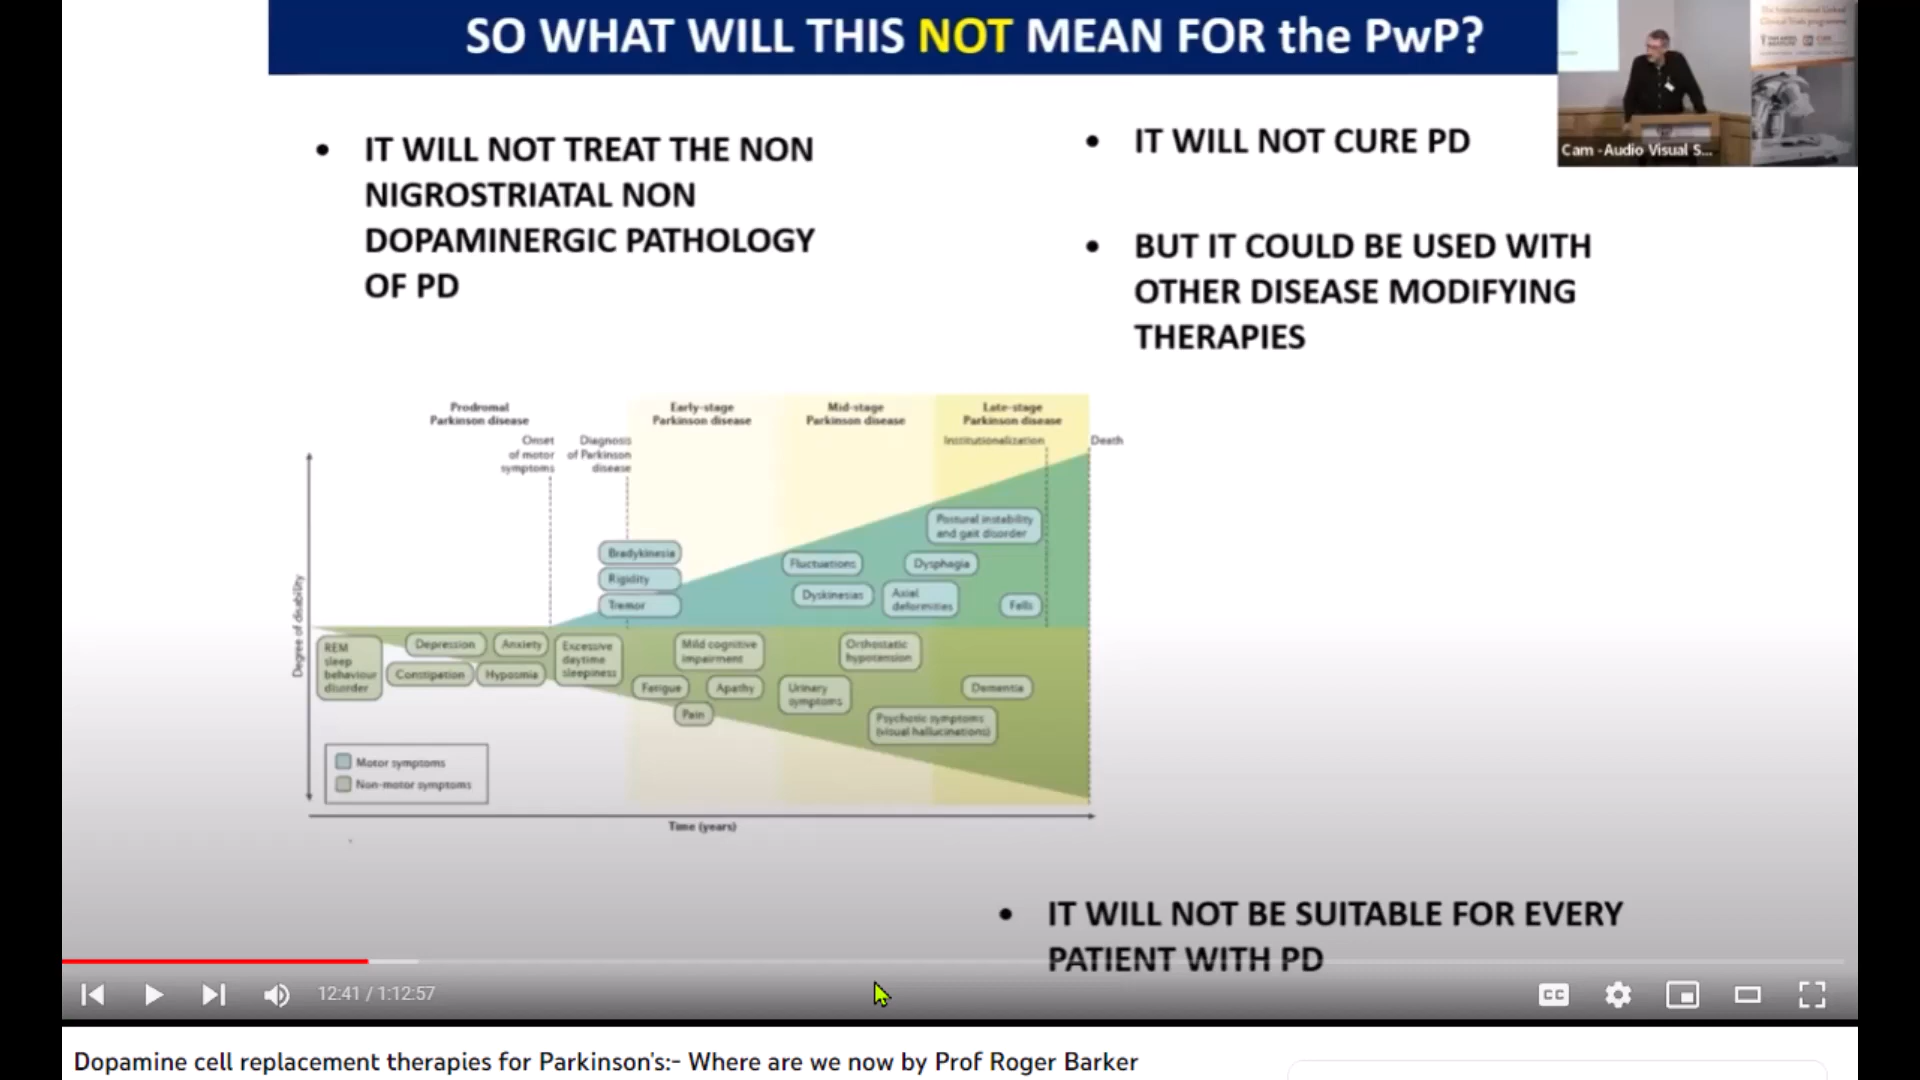 SO WHAT WILL THIS NOT MEAN FOR the PwP?
IT WILL NOT TREAT THE NON
NIGROSTRIATAL NON
DOPAMINERGIC PATHOLOGY
OF PD
IT WILL NOT CURE PD
BUT IT COULD BE USED WITH
OTHER DISEASE MODIFYING
THERAPIES
Cam -Audio Visual S...
Prodromal
Parkinson disease
Early-stage
Parkinson disease
Mid-stage
Parkinson disease
Late-stage
Parkinson disease
Onset
of motor
symptoms
Diagnosis
of Parkinson
disease
Institutionalization
Death
Degree of disability
Bradykinesia
Rigidity
Tremor
Fluctuations
Dyskinesias
Postural instability
and gait disorder
Dysphagia
Axial
deformities
Falls
REM
sleep
behaviour
disorder
Depression
Constipation
Anxiety
Hyposmia
Excessive
daytime
sleepiness
Mild cognitive
impairment
Fatigue
Apathy
Pain
Orthostatic
hypotension
Urinary
symptoms
Dementia
Psychotic symptoms
(visual hallucinations)
Motor symptoms
Non-motor symptoms
Time (years)
IT WILL NOT BE SUITABLE FOR EVERY
PATIENT WITH PD
12:41 / 1:12:57
CC
Dopamine cell replacement therapies for Parkinson's:- Where are we now by Prof Roger Barker